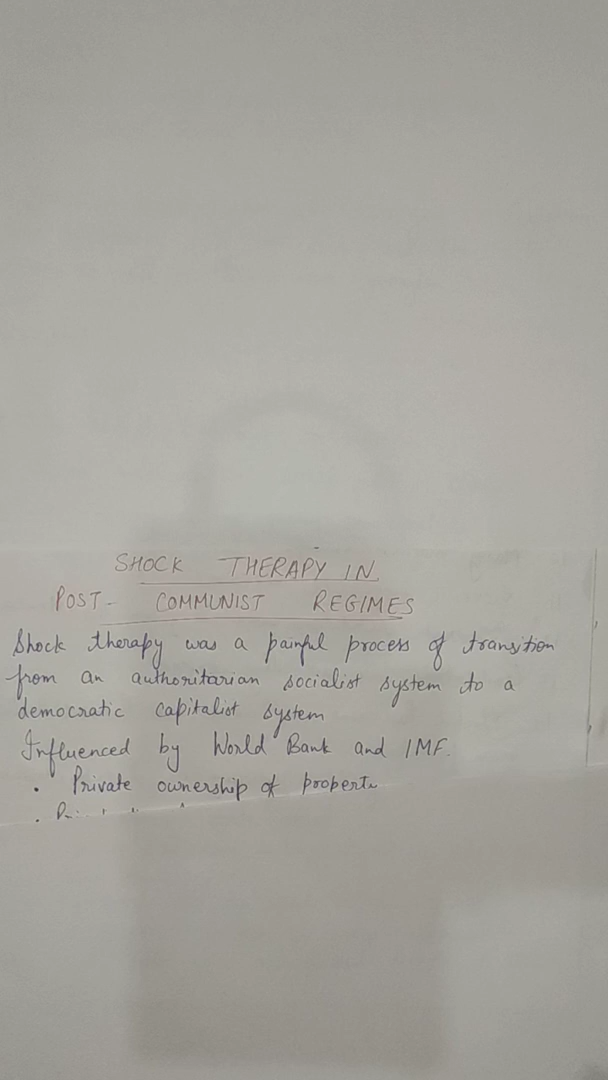 SHOCK THERAPY IN
POST- COMMUNIST REGIMES
Shock therapy was a painful process of transition
from an authoritarian socialist system to a
democratic capitalist system
Influenced by World Bank and IMF.
• Private ownership of property